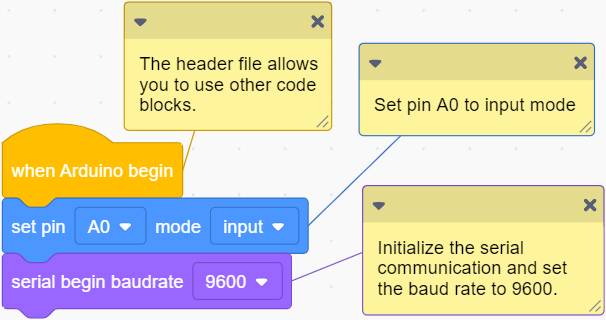 The header file allows
you to use other code
blocks.
Set pin A0 to input mode
when Arduino begin
set pin A0 mode input
serial begin baudrate 9600
Initialize the serial
communication and set
the baud rate to 9600.